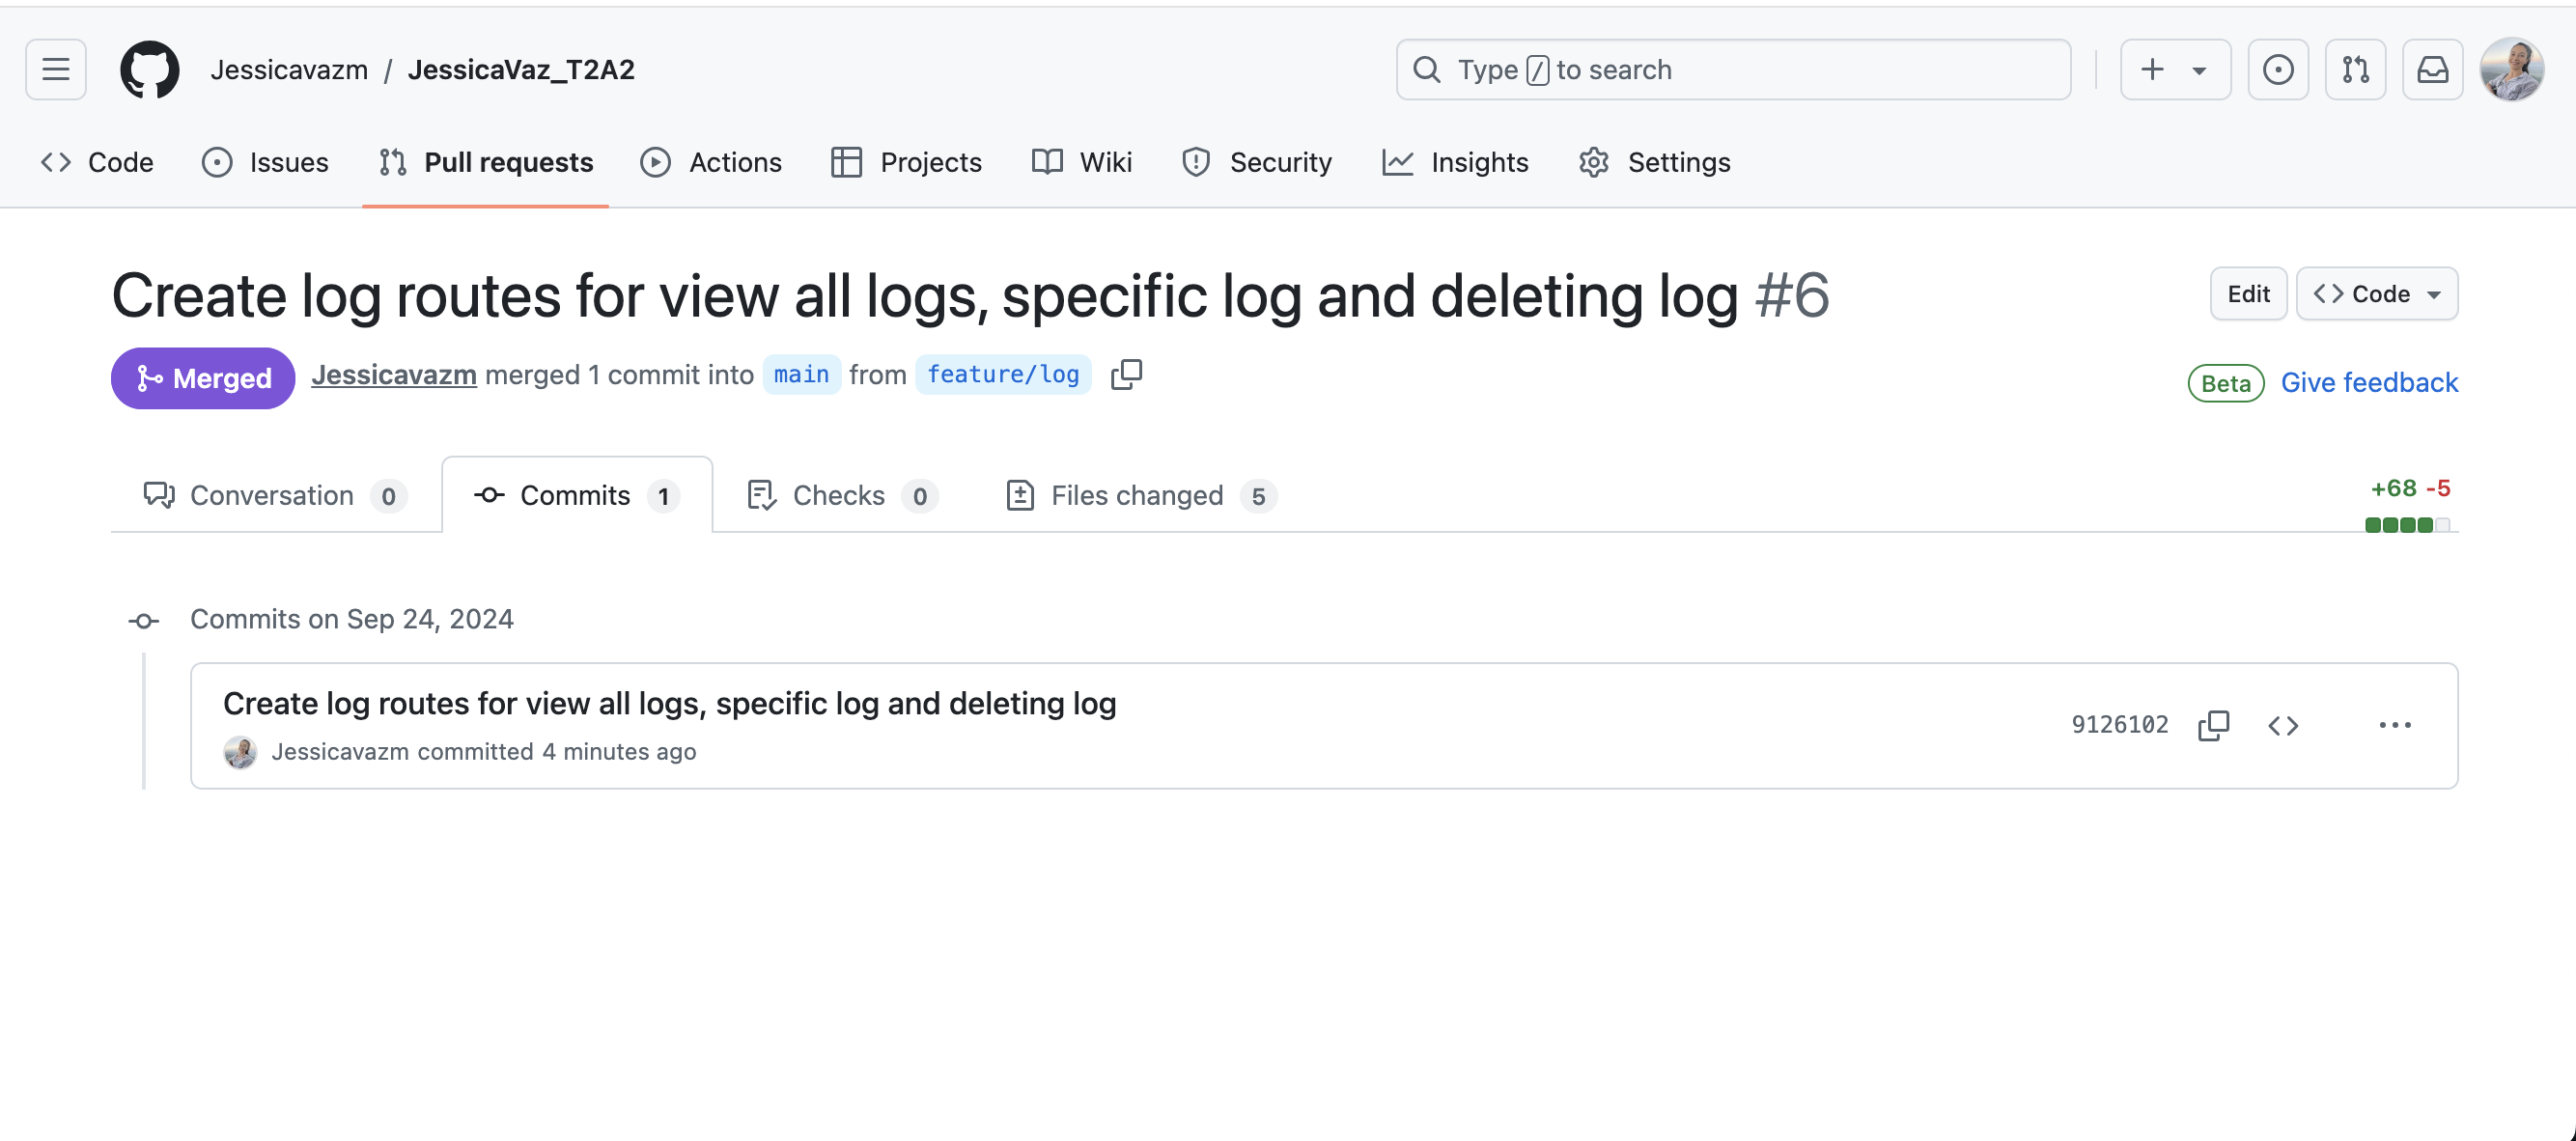 Jessicavazm / JessicaVaz_T2A2 Type / to search
Code Issues Pull requests Actions Projects Wiki Security Insights Settings
Create log routes for view all logs, specific log and deleting log #6 Edit Code
Merged Jessicavazm merged 1 commit into main from feature/log Beta Give feedback
Conversation 0 Commits 1 Checks 0 Files changed 5 +68 -5
Commits on Sep 24, 2024
Create log routes for view all logs, specific log and deleting log
9126102
Jessicavazm committed 4 minutes ago